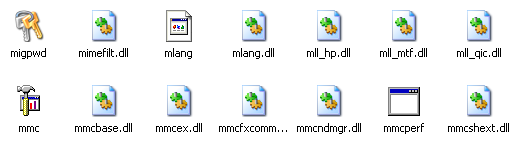 migpwd mimefilt.dll mlang mlang.dll mll_hp.dll mll_mtf.dll mll_qic.dll
mmc mmcbase.dll mmcex.dll mmcfxcomm... mmcndmgr.dll mmcperf mmcshext.dll